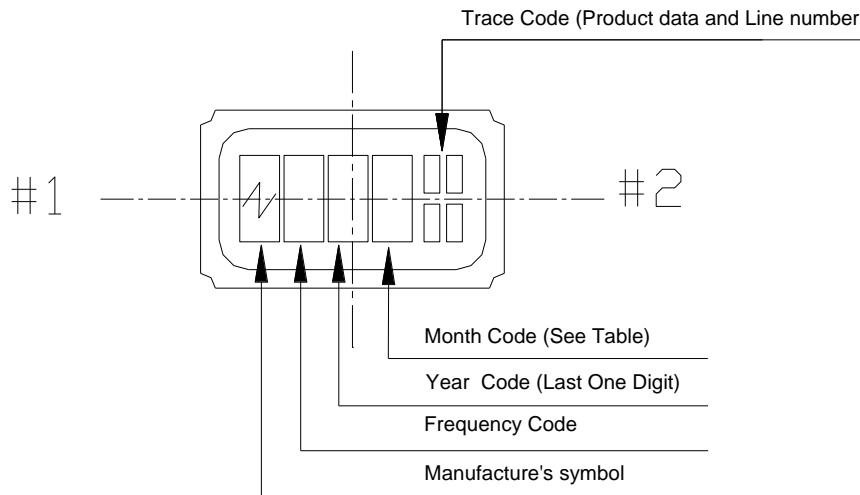 Trace Code (Product data and Line number
#1
#2
Month Code (See Table)
Year Code (Last One Digit)
Frequency Code
Manufacture's symbol